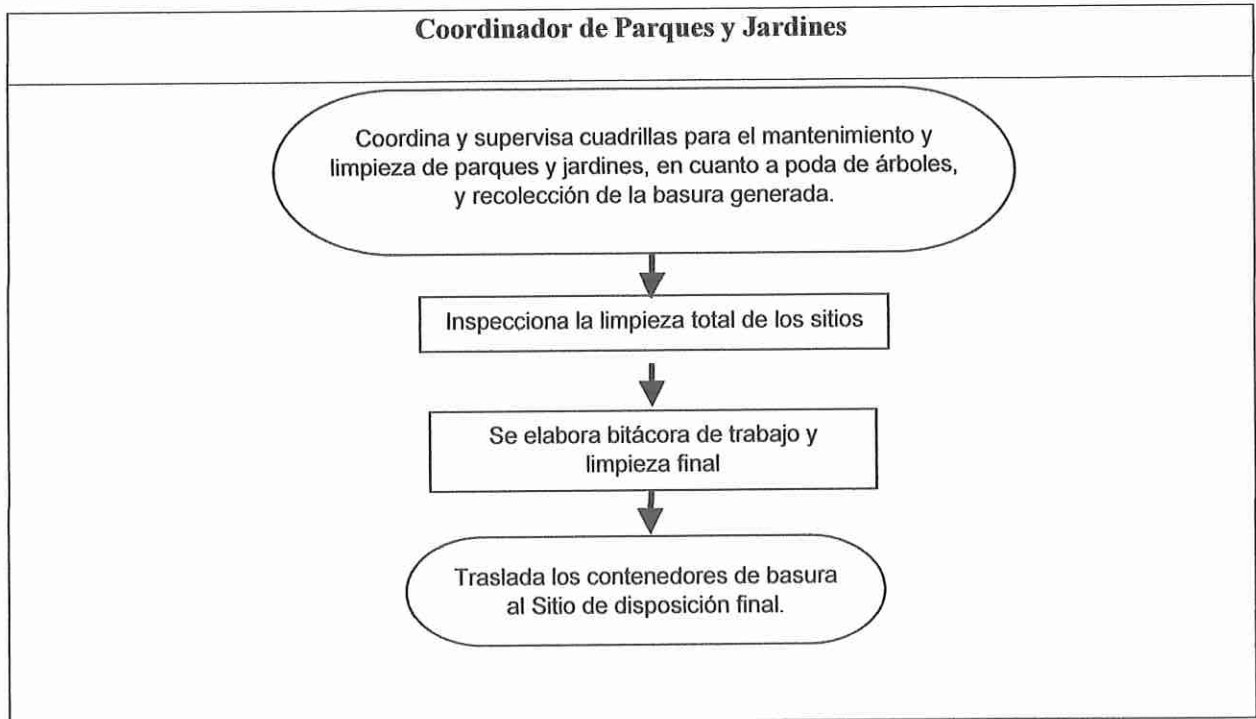 Coordinador de Parques y Jardines
Coordina y supervisa cuadrillas para el mantenimiento y
limpieza de parques y jardines, en cuanto a poda de árboles,
y recolección de la basura generada.
Inspecciona la limpieza total de los sitios
Se elabora bitácora de trabajo y
limpieza final
Traslada los contenedores de basura
al Sitio de disposición final.